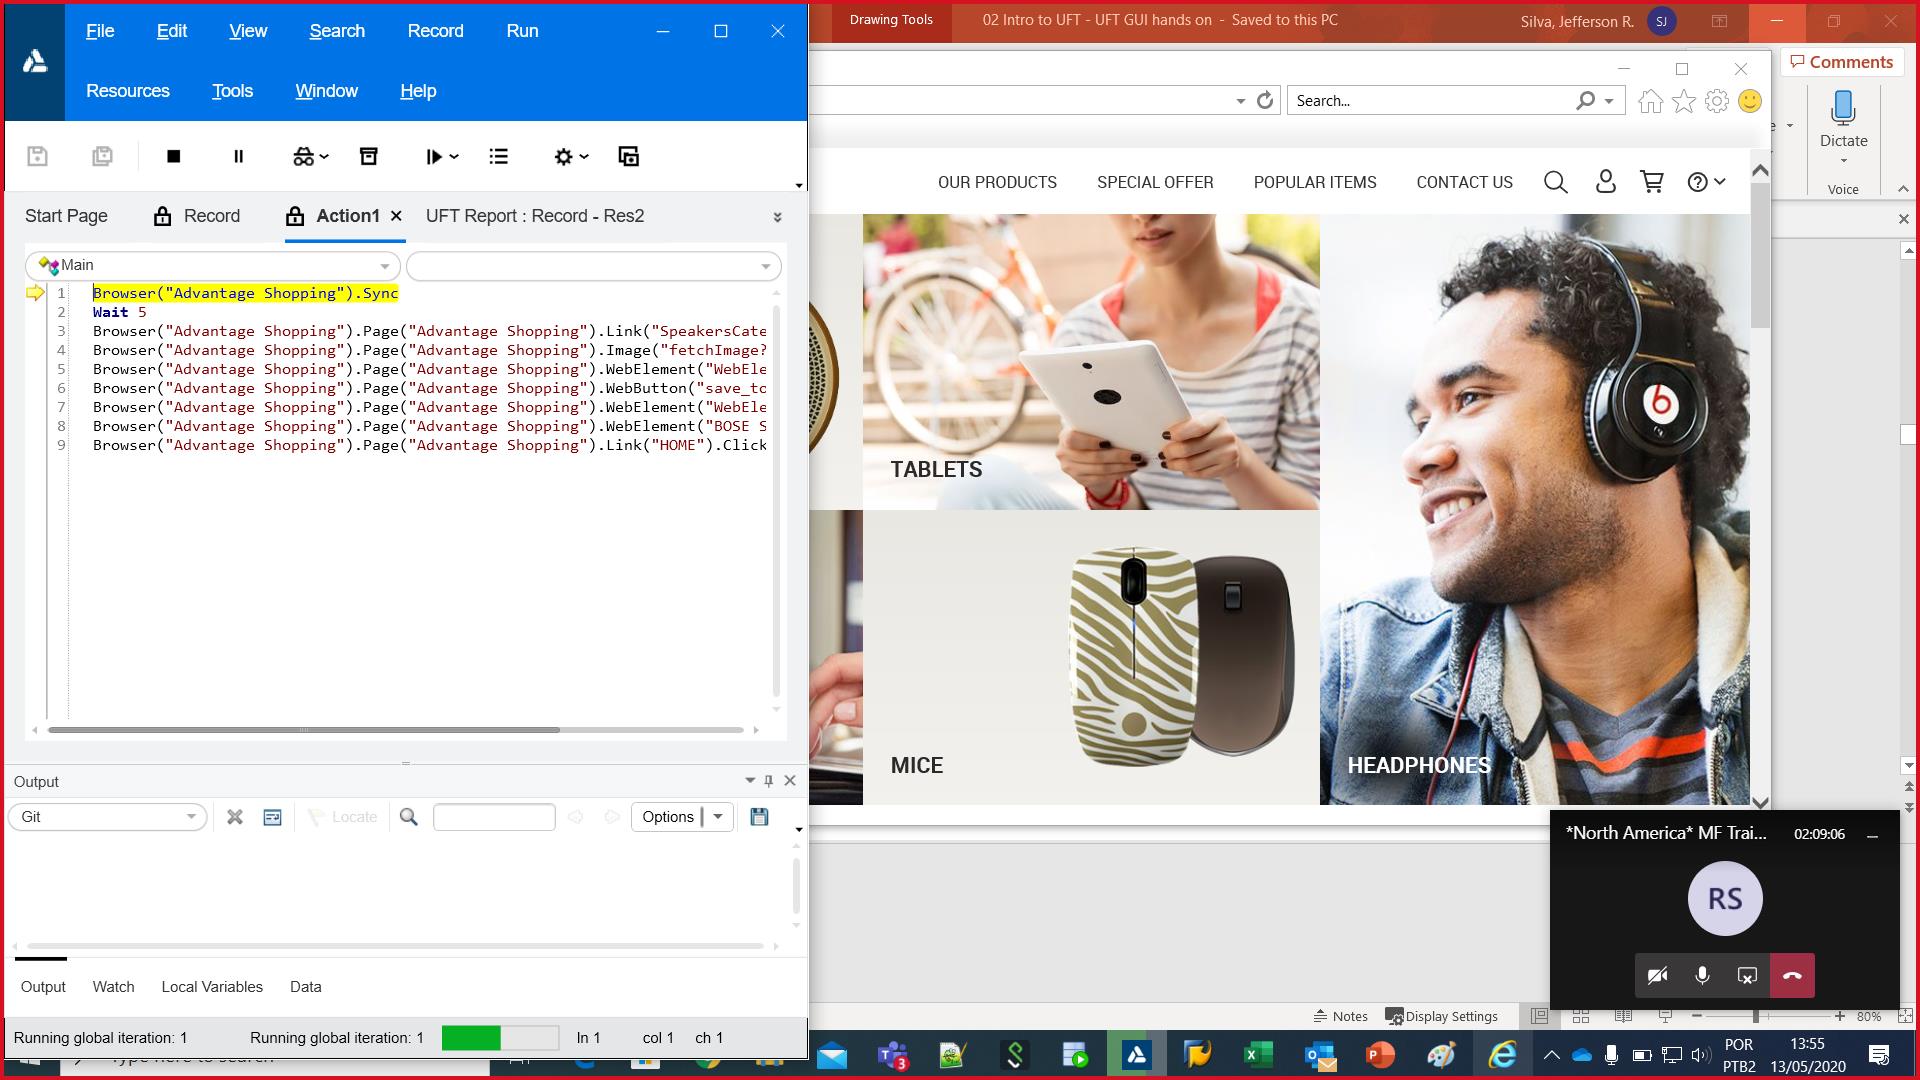 File Edit View Search Record Run
Resources Tools Window Help
Start Page Record Action1 UFT Report : Record - Res2
Main
1 Browser("Advantage Shopping").Sync
2 Wait 5
3 Browser("Advantage Shopping").Page("Advantage Shopping").Link("SpeakersCate
4 Browser("Advantage Shopping").Page("Advantage Shopping").Image("fetchImage?
5 Browser("Advantage Shopping").Page("Advantage Shopping").WebElement("WebEle
6 Browser("Advantage Shopping").Page("Advantage Shopping").WebButton("save_to
7 Browser("Advantage Shopping").Page("Advantage Shopping").WebElement("WebEle
8 Browser("Advantage Shopping").Page("Advantage Shopping").WebElement("BOSE S
9 Browser("Advantage Shopping").Page("Advantage Shopping").Link("HOME").Click
Output
Git Locate Options
Output Watch Local Variables Data
Running global iteration: 1 Running global iteration: 1 ln 1 col 1 ch 1
Drawing Tools 02 Intro to UFT - UFT GUI hands on - Saved to this PC Silva, Jefferson R. SJ
Comments
Search...
Dictate
Voice
OUR PRODUCTS SPECIAL OFFER POPULAR ITEMS CONTACT US
TABLETS
MICE
HEADPHONES
*North America* MF Trai... 02:09:06
RS
Notes Display Settings 80%
3
POR 13:55
PTB2 13/05/2020